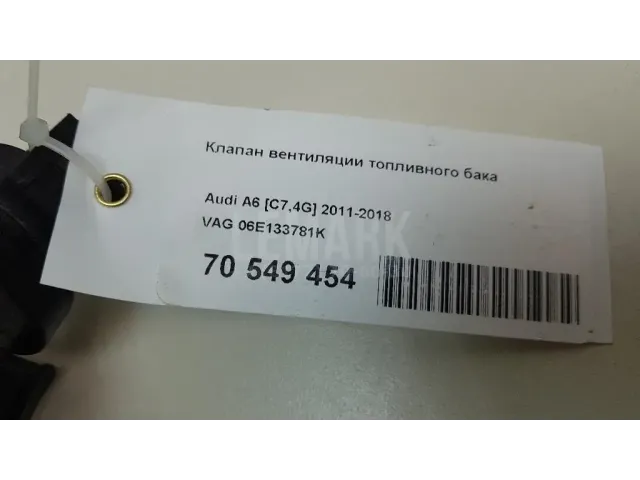 Клапан вентиляции топливного бака
Audi A6 [C7,4G] 2011-2018
VAG 06E133781K
70 549 454